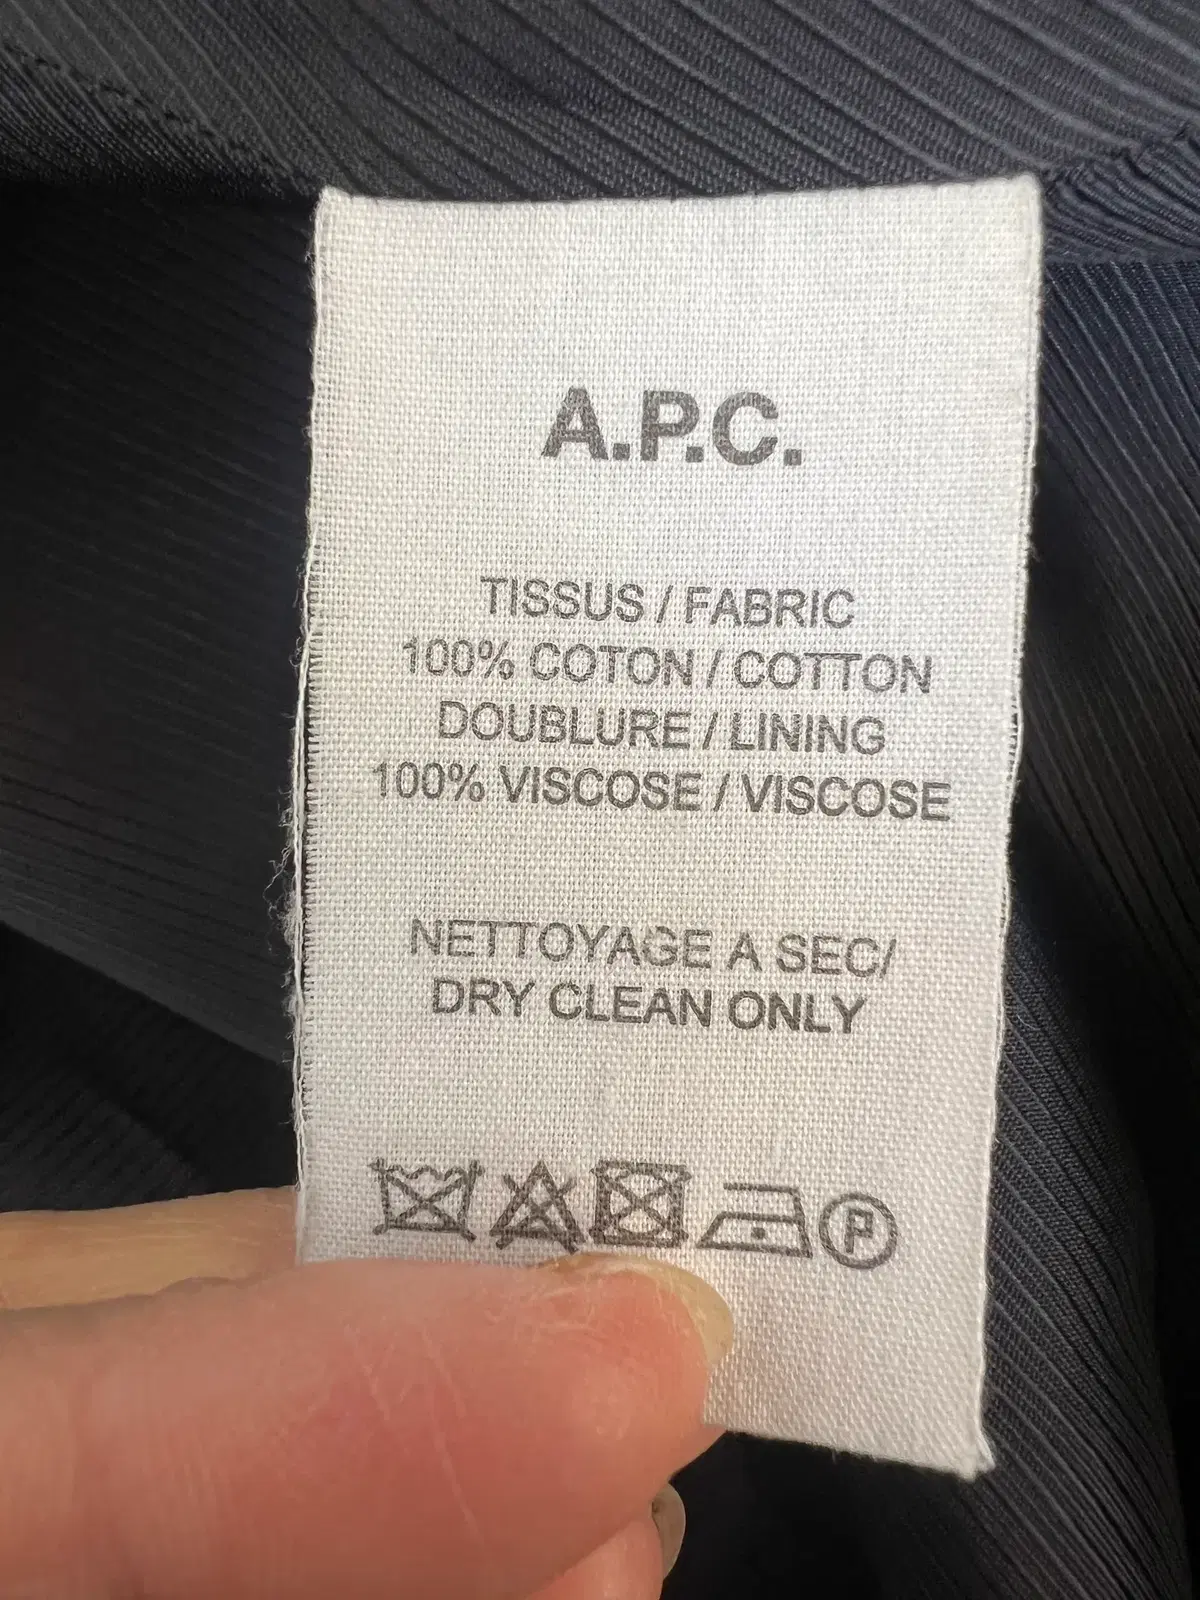 A.P.C.
TISSUS / FABRIC
100% COTON / COTTON
DOUBLURE / LINING
100% VISCOSE / VISCOSE
NETTOYAGE A SEC/
DRY CLEAN ONLY
P